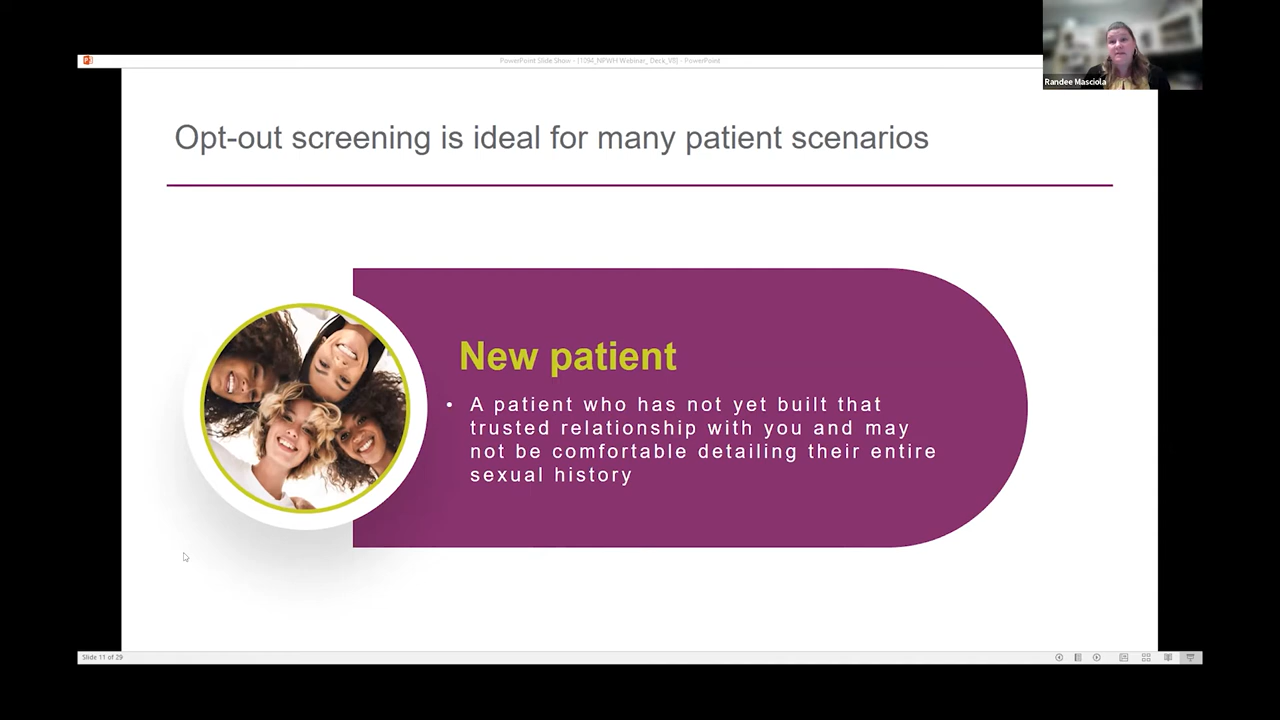 PowerPoint Slide Show - [1094_NPWH Webinar_ Deck_V8] - PowerPoint
Randee Masciola
Opt-out screening is ideal for many patient scenarios
New patient
• A patient who has not yet built that
trusted relationship with you and may
not be comfortable detailing their entire
sexual history
Slide 11 of 29